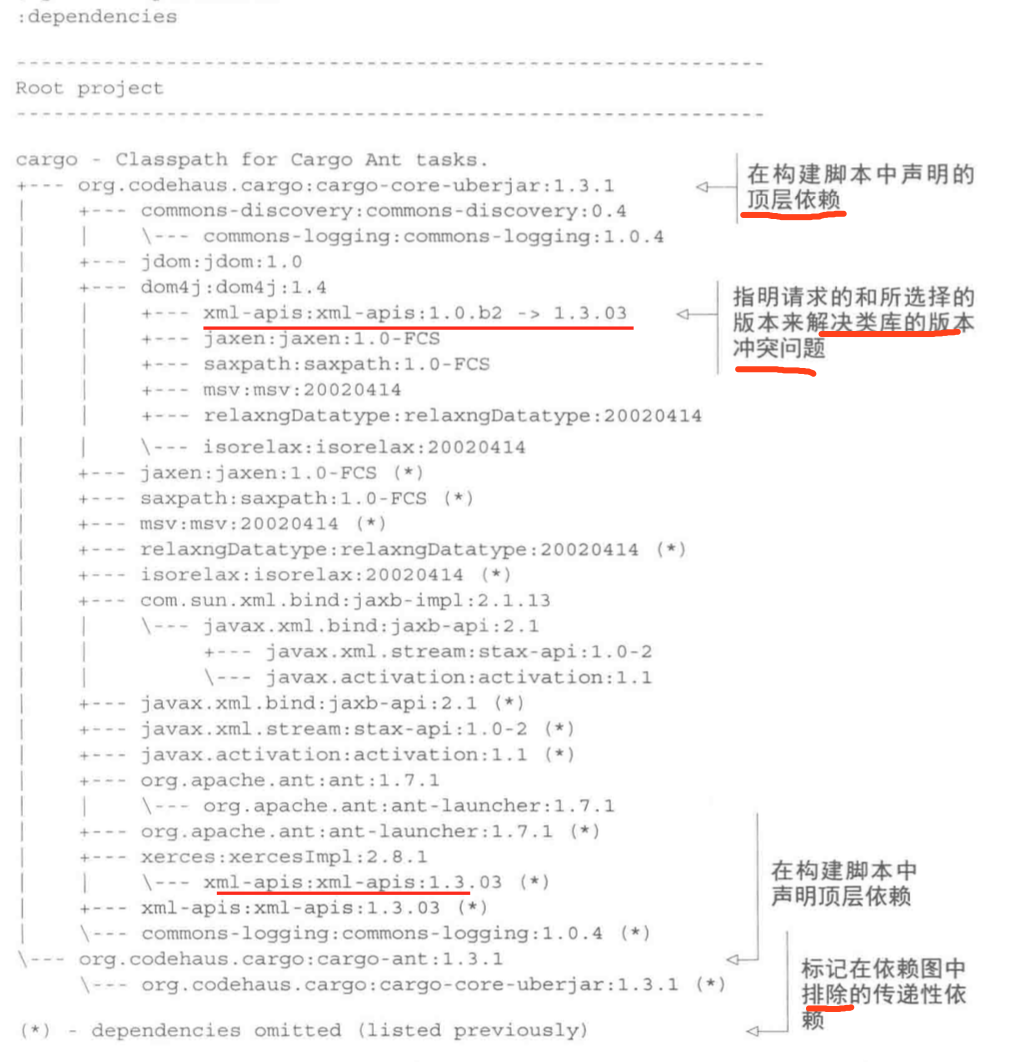 :dependencies
------------------------------------------------------------
Root project
------------------------------------------------------------
cargo - Classpath for Cargo Ant tasks.
+--- org.codehaus.cargo:cargo-core-uberjar:1.3.1
|    +--- commons-discovery:commons-discovery:0.4
|    |    \--- commons-logging:commons-logging:1.0.4
|    +--- jdom:jdom:1.0
|    +--- dom4j:dom4j:1.4
|    |    +--- xml-apis:xml-apis:1.0.b2 -> 1.3.03
|    |    +--- jaxen:jaxen:1.0-FCS
|    |    +--- saxpath:saxpath:1.0-FCS
|    |    +--- msv:msv:20020414
|    |    +--- relaxngDatatype:relaxngDatatype:20020414
|    |    \--- isorelax:isorelax:20020414
|    +--- jaxen:jaxen:1.0-FCS (*)
|    +--- saxpath:saxpath:1.0-FCS (*)
|    +--- msv:msv:20020414 (*)
|    +--- relaxngDatatype:relaxngDatatype:20020414 (*)
|    +--- isorelax:isorelax:20020414 (*)
|    +--- com.sun.xml.bind:jaxb-impl:2.1.13
|    |    \--- javax.xml.bind:jaxb-api:2.1
|    |         +--- javax.xml.stream:stax-api:1.0-2
|    |         \--- javax.activation:activation:1.1
|    +--- javax.xml.bind:jaxb-api:2.1 (*)
|    +--- javax.xml.stream:stax-api:1.0-2 (*)
|    +--- javax.activation:activation:1.1 (*)
|    +--- org.apache.ant:ant:1.7.1
|    |    \--- org.apache.ant:ant-launcher:1.7.1
|    +--- org.apache.ant:ant-launcher:1.7.1 (*)
|    +--- xerces:xercesImpl:2.8.1
|    |    \--- xml-apis:xml-apis:1.3.03 (*)
|    +--- xml-apis:xml-apis:1.3.03 (*)
|    \--- commons-logging:commons-logging:1.0.4 (*)
\--- org.codehaus.cargo:cargo-ant:1.3.1
     \--- org.codehaus.cargo:cargo-core-uberjar:1.3.1 (*)
(*) - dependencies omitted (listed previously)
在构建脚本中声明的
顶层依赖
指明请求的和所选择的
版本来解决类库的版本
冲突问题
在构建脚本中
声明顶层依赖
标记在依赖图中
排除的传递性依
赖